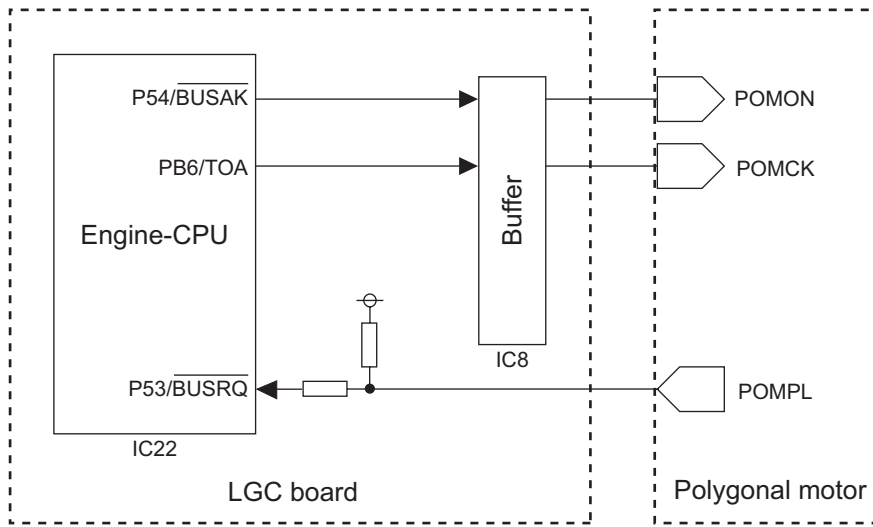 P54/BUSAK
POMON
PB6/TOA
POMCK
Engine-CPU
Buffer
IC8
P53/BUSRQ
POMPL
IC22
LGC board
Polygonal motor